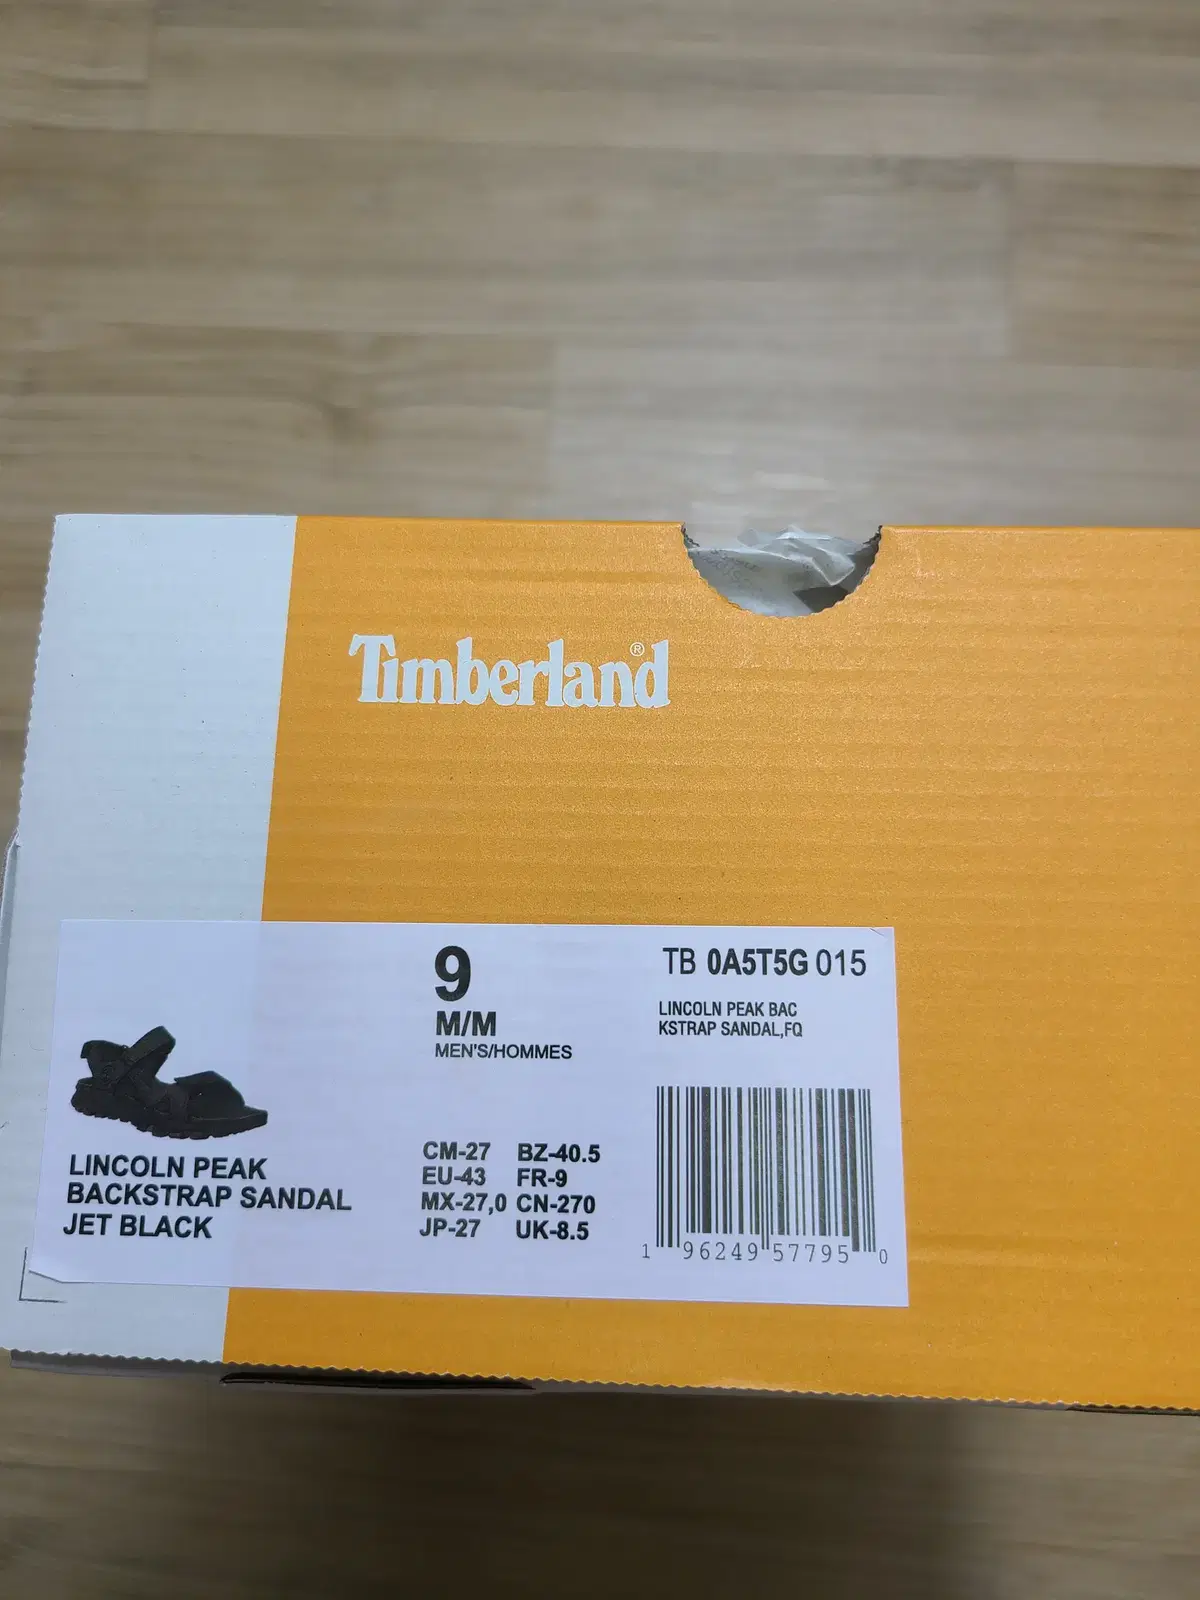 Timberland®
9
M/M
MEN'S/HOMMES
TB 0A5T5G 015
LINCOLN PEAK BAC
KSTRAP SANDAL,FQ
LINCOLN PEAK
BACKSTRAP SANDAL
JET BLACK
CM-27 BZ-40.5
EU-43 FR-9
MX-27,0 CN-270
JP-27 UK-8.5
1 96249 57795 0